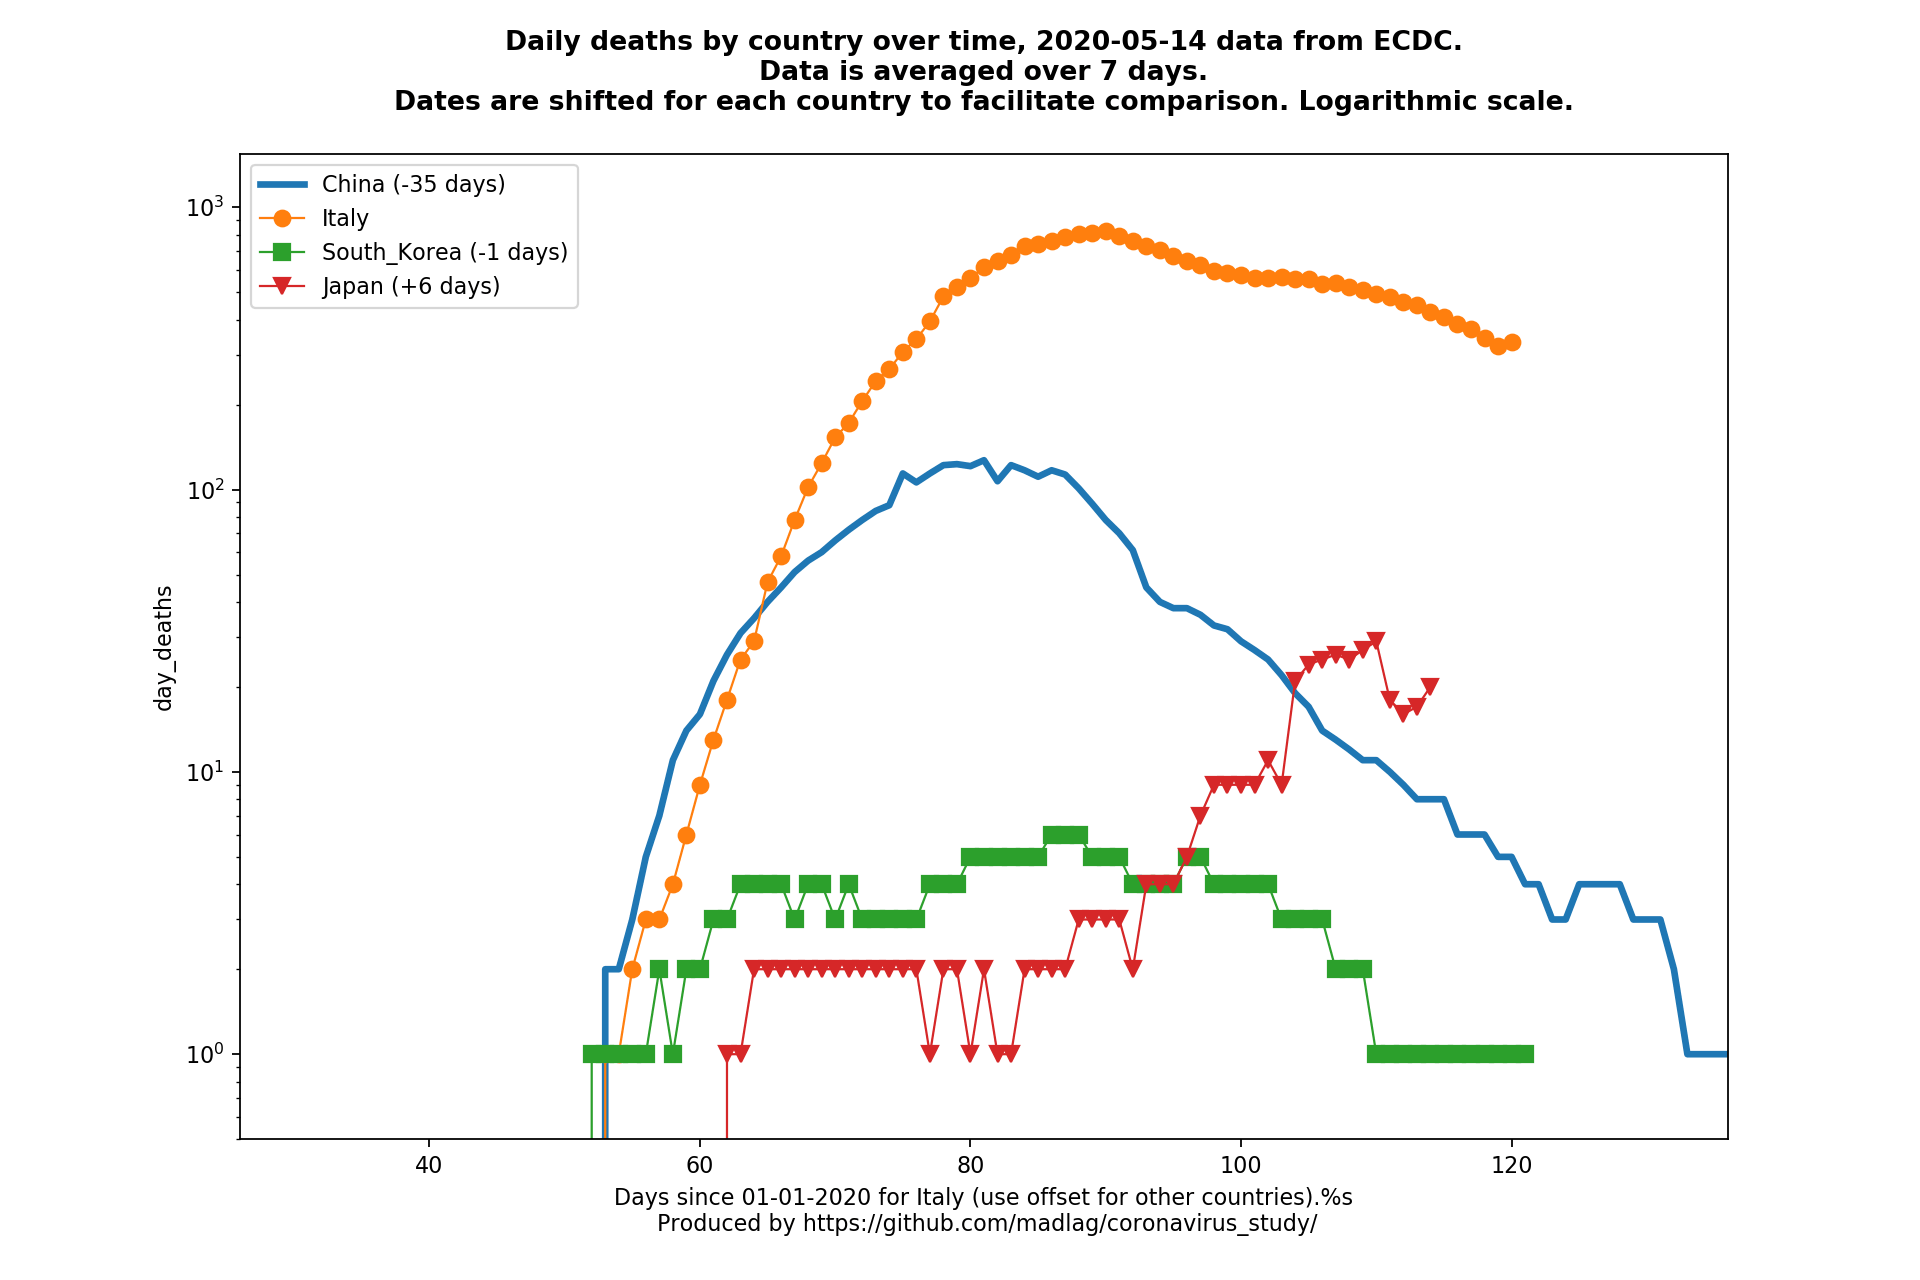 Daily deaths by country over time, 2020-05-14 data from ECDC.
Data is averaged over 7 days.
Dates are shifted for each country to facilitate comparison. Logarithmic scale.
China (-35 days)
Italy
South_Korea (-1 days)
Japan (+6 days)
10³
10²
10¹
10⁰
day_deaths
40 60 80 100 120
Days since 01-01-2020 for Italy (use offset for other countries).%s
Produced by https://github.com/madlag/coronavirus_study/